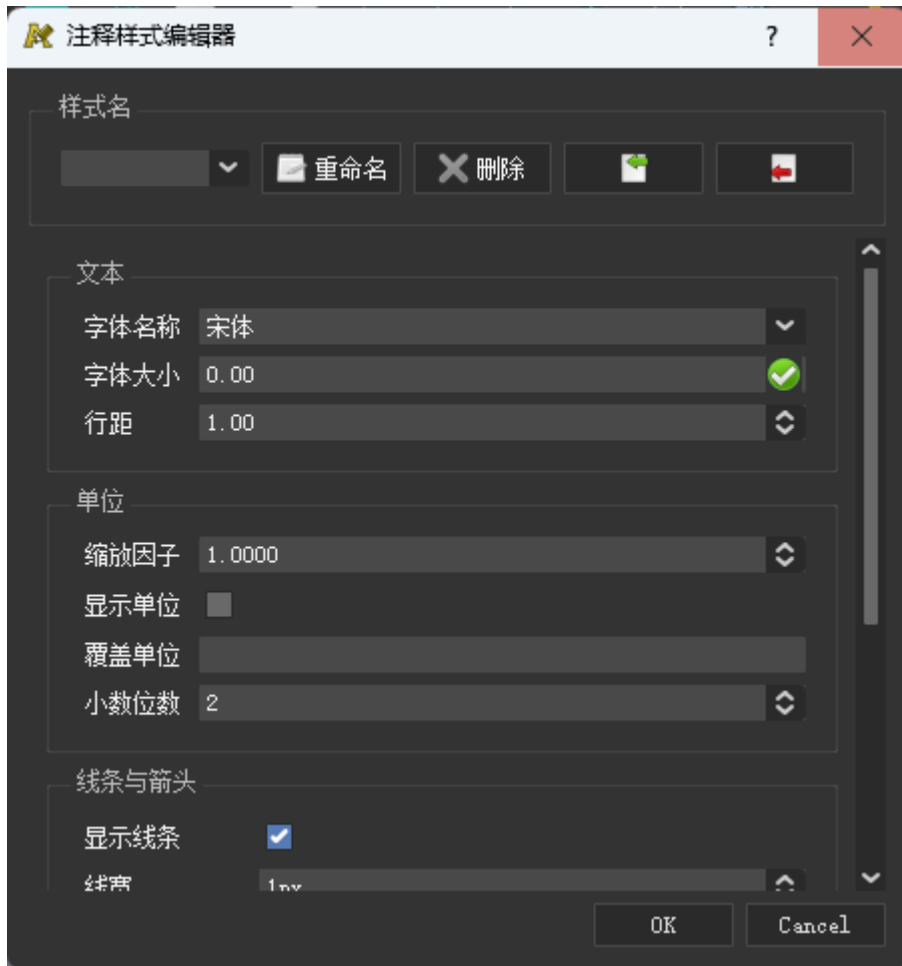 注释样式编辑器
?
样式名
重命名
删除
文本
字体名称 宋体
字体大小 0.00
行距 1.00
单位
缩放因子 1.0000
显示单位
覆盖单位
小数位数 2
线条与箭头
显示线条
线宽 1px
OK Cancel